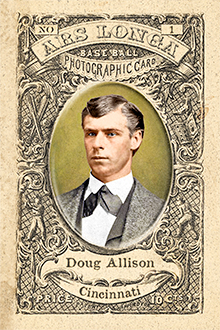 NO 1
ARS LONGA
BASE BALL
PHOTOGRAPHIC CARD
Doug Allison
Cincinnati
PRICE 10 CTS